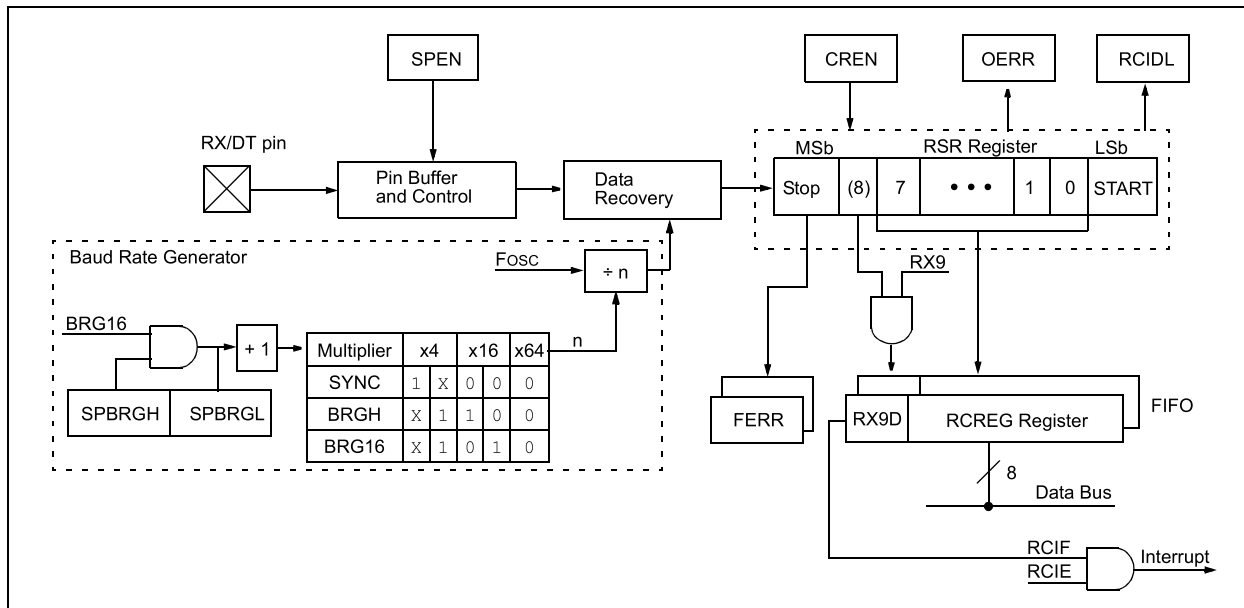 SPEN
CREN
OERR
RCIDL
RX/DT pin
MSb
RSR Register
LSb
Pin Buffer
and Control
Data
Recovery
Stop
(8)
7
• • •
1
0
START
Baud Rate Generator
FOSC
÷ n
RX9
BRG16
+ 1
n
SPBRGH
SPBRGL
Multiplier x4 x16 x64
SYNC 1 X 0 0 0
BRGH X 1 1 0 0
BRG16 X 1 0 1 0
FERR
RX9D
RCREG Register
FIFO
8
Data Bus
RCIF
RCIE
Interrupt